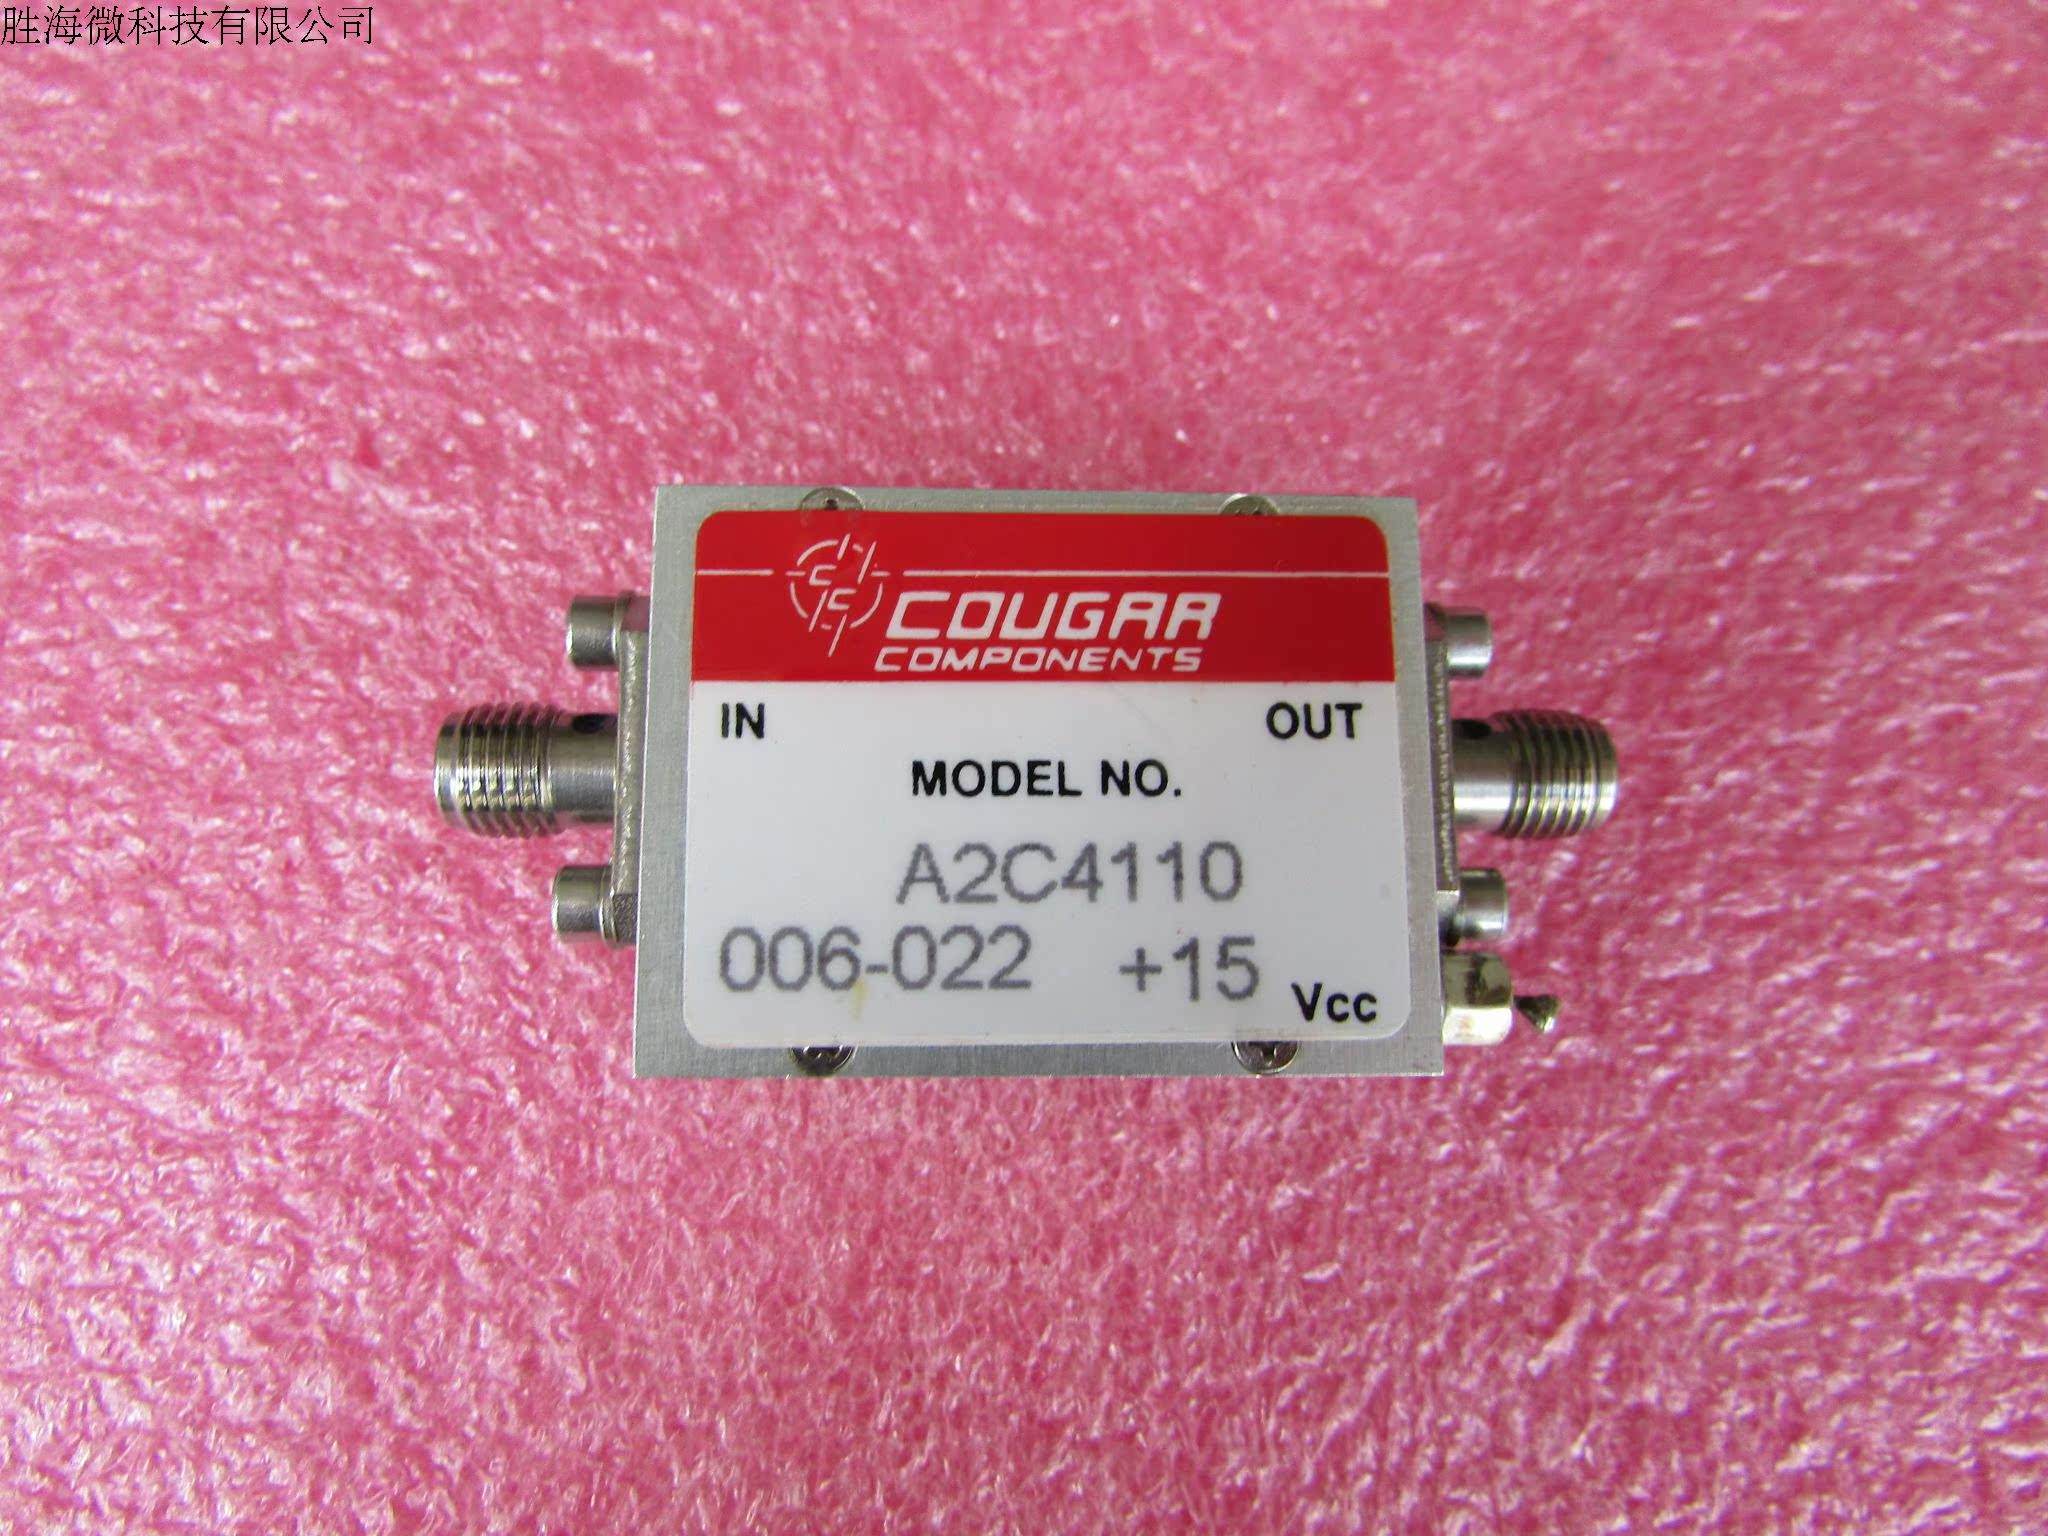 胜海微科技有限公司
COUGAR
COMPONENTS
IN OUT
MODEL NO.
A2C4110
006-022 +15 Vcc